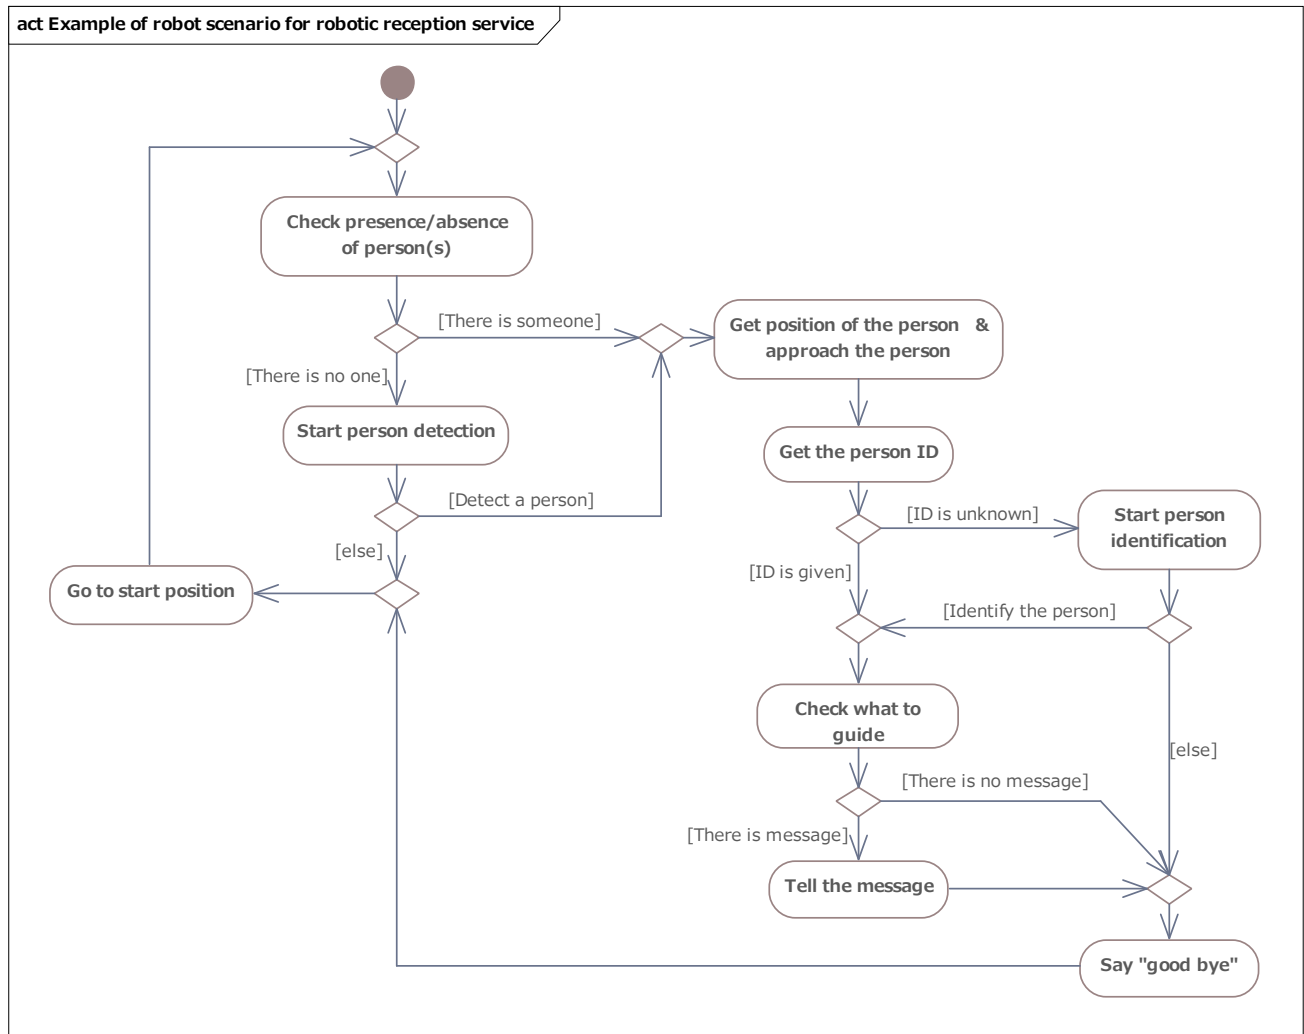 act Example of robot scenario for robotic reception service
Check presence/absence
of person(s)
[There is someone]
Get position of the person &
approach the person
[There is no one]
Start person detection
Get the person ID
[Detect a person]
[ID is unknown]
Start person
identification
[else]
[ID is given]
Go to start position
[Identify the person]
Check what to
guide
[else]
[There is no message]
[There is message]
Tell the message
Say "good bye"